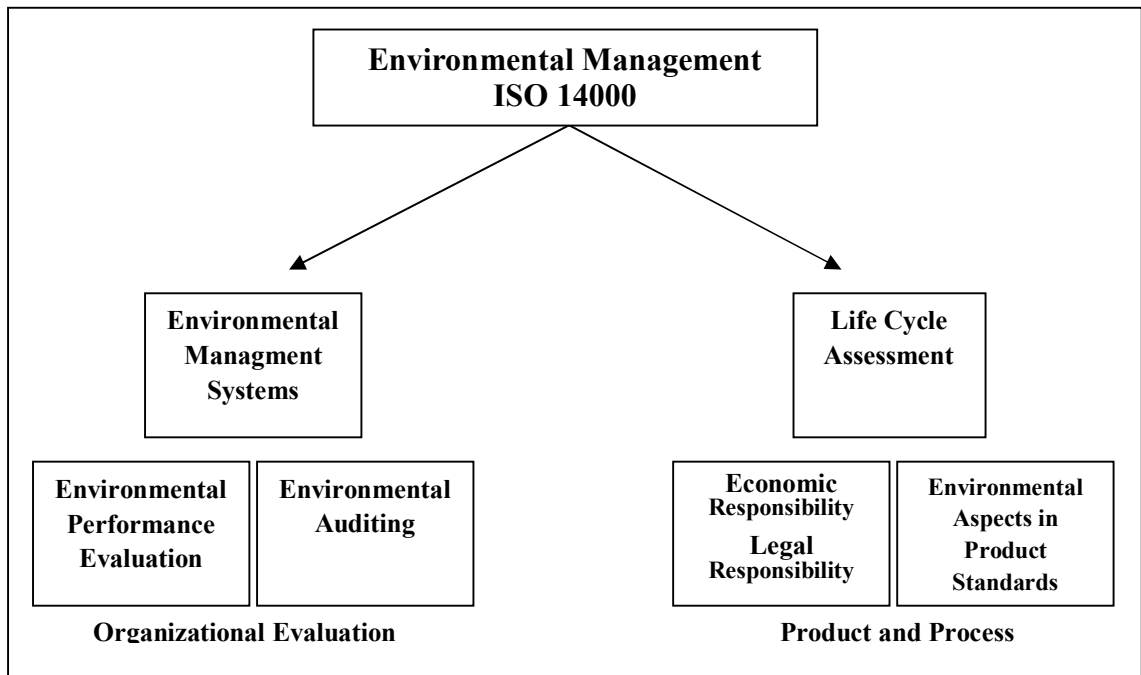 Environmental Management
ISO 14000
Environmental
Managment
Systems
Life Cycle
Assessment
Environmental
Performance
Evaluation
Environmental
Auditing
Economic
Responsibility
Legal
Responsibility
Environmental
Aspects in
Product
Standards
Organizational Evaluation
Product and Process